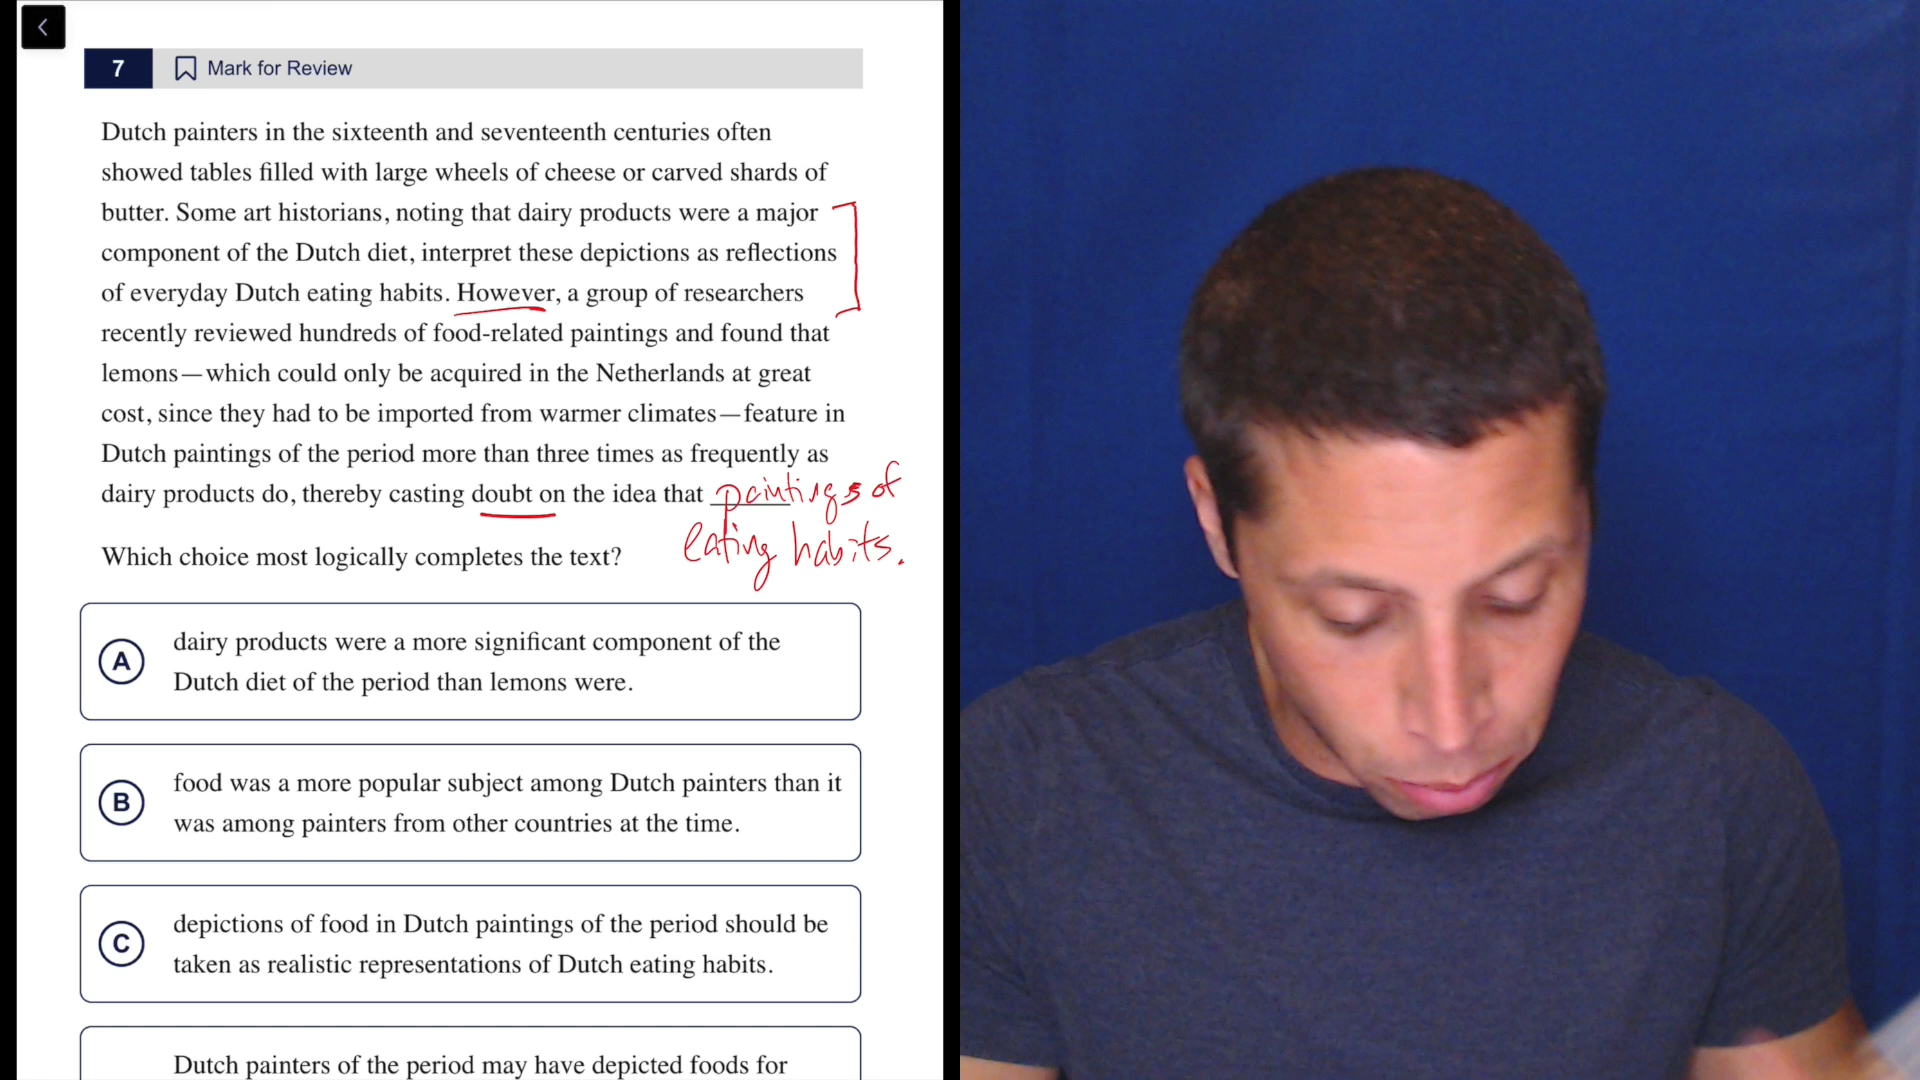 7 Mark for Review
Dutch painters in the sixteenth and seventeenth centuries often
showed tables filled with large wheels of cheese or carved shards of
butter. Some art historians, noting that dairy products were a major
component of the Dutch diet, interpret these depictions as reflections
of everyday Dutch eating habits. However, a group of researchers
recently reviewed hundreds of food-related paintings and found that
lemons—which could only be acquired in the Netherlands at great
cost, since they had to be imported from warmer climates—feature in
Dutch paintings of the period more than three times as frequently as
dairy products do, thereby casting doubt on the idea that paintings of
eating habits.
Which choice most logically completes the text?
A dairy products were a more significant component of the
Dutch diet of the period than lemons were.
B food was a more popular subject among Dutch painters than it
was among painters from other countries at the time.
C depictions of food in Dutch paintings of the period should be
taken as realistic representations of Dutch eating habits.
Dutch painters of the period may have depicted foods for